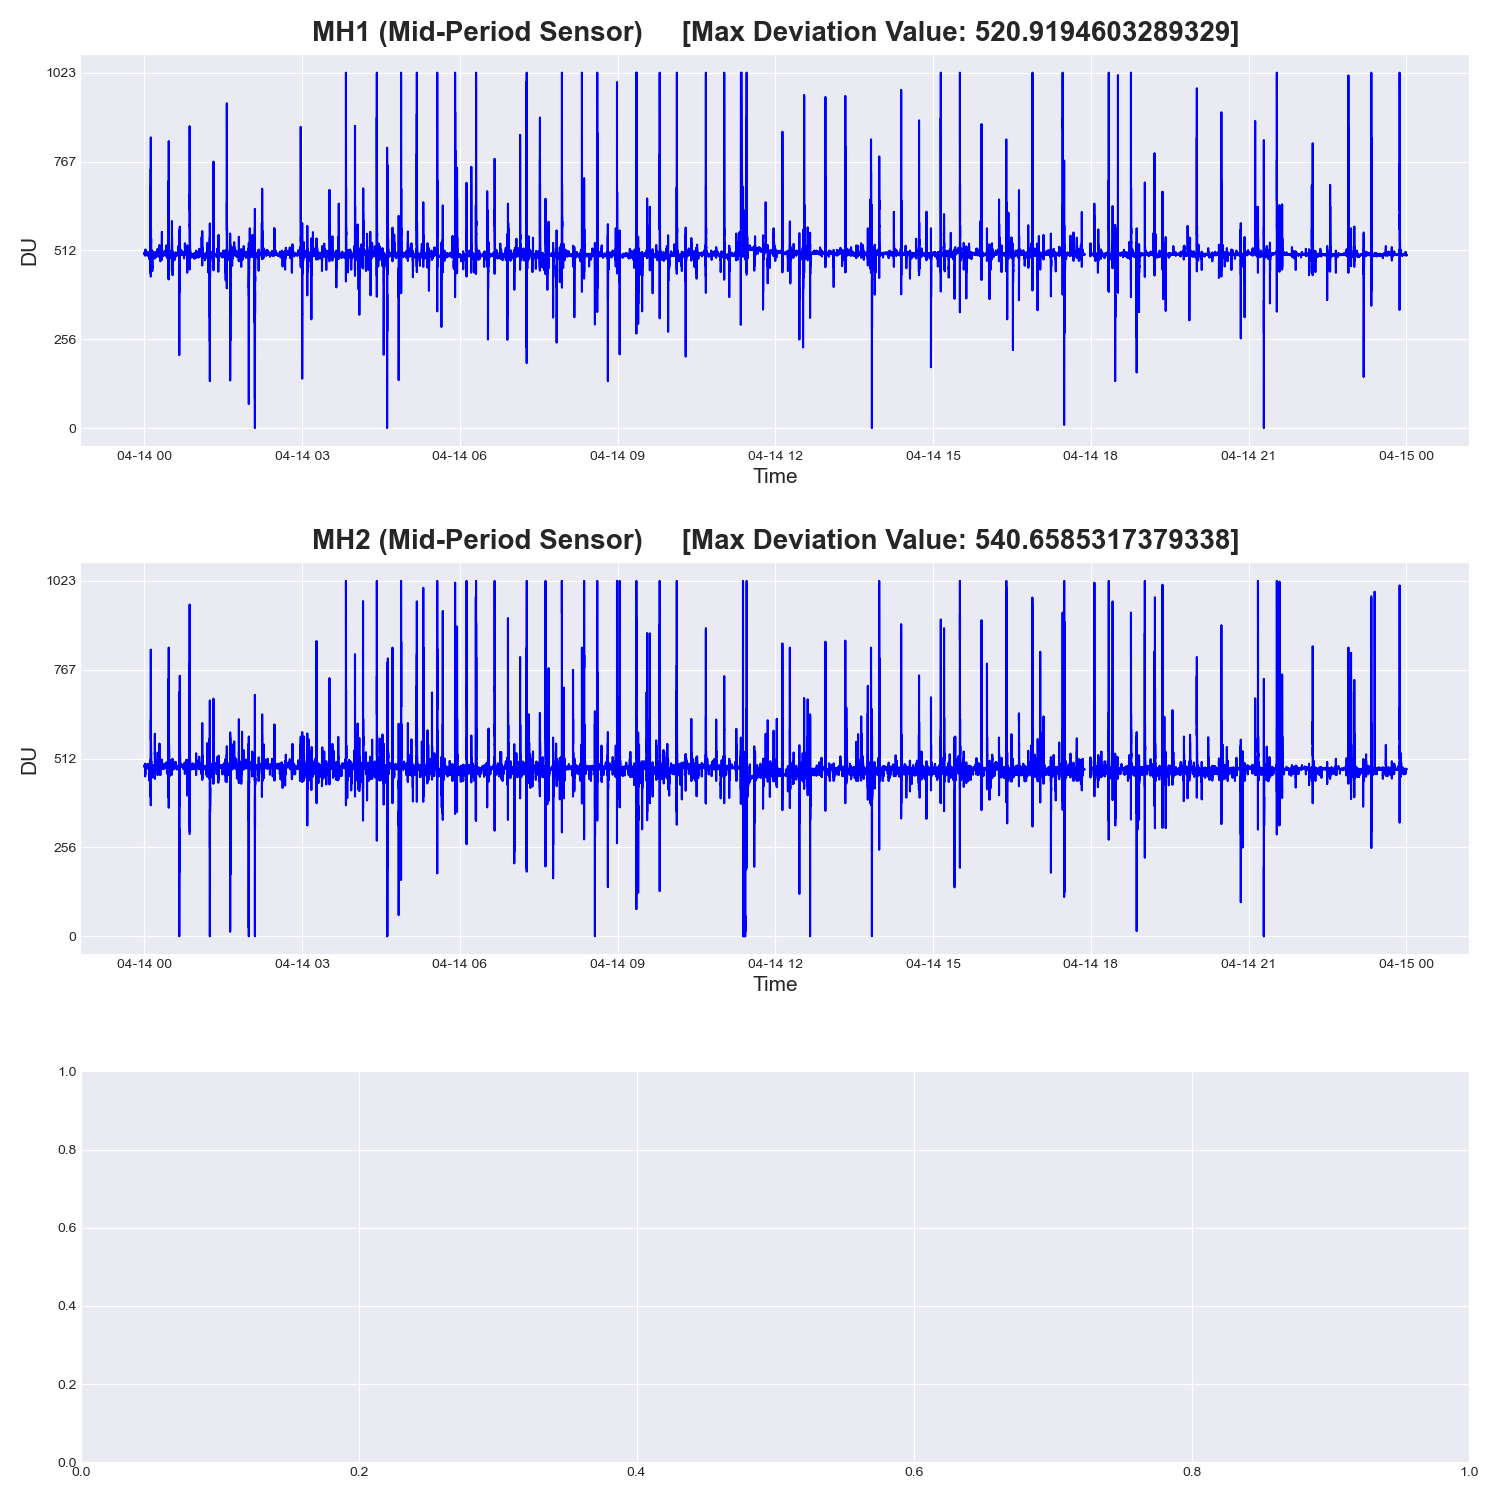 MH1 (Mid-Period Sensor) [Max Deviation Value: 520.9194603289329]
1023
767
512
256
0
DU
04-14 00 04-14 03 04-14 06 04-14 09 04-14 12 04-14 15 04-14 18 04-14 21 04-15 00
Time
MH2 (Mid-Period Sensor) [Max Deviation Value: 540.6585317379338]
1023
767
512
256
0
DU
04-14 00 04-14 03 04-14 06 04-14 09 04-14 12 04-14 15 04-14 18 04-14 21 04-15 00
Time
1.0
0.8
0.6
0.4
0.2
0.0
0.0 0.2 0.4 0.6 0.8 1.0